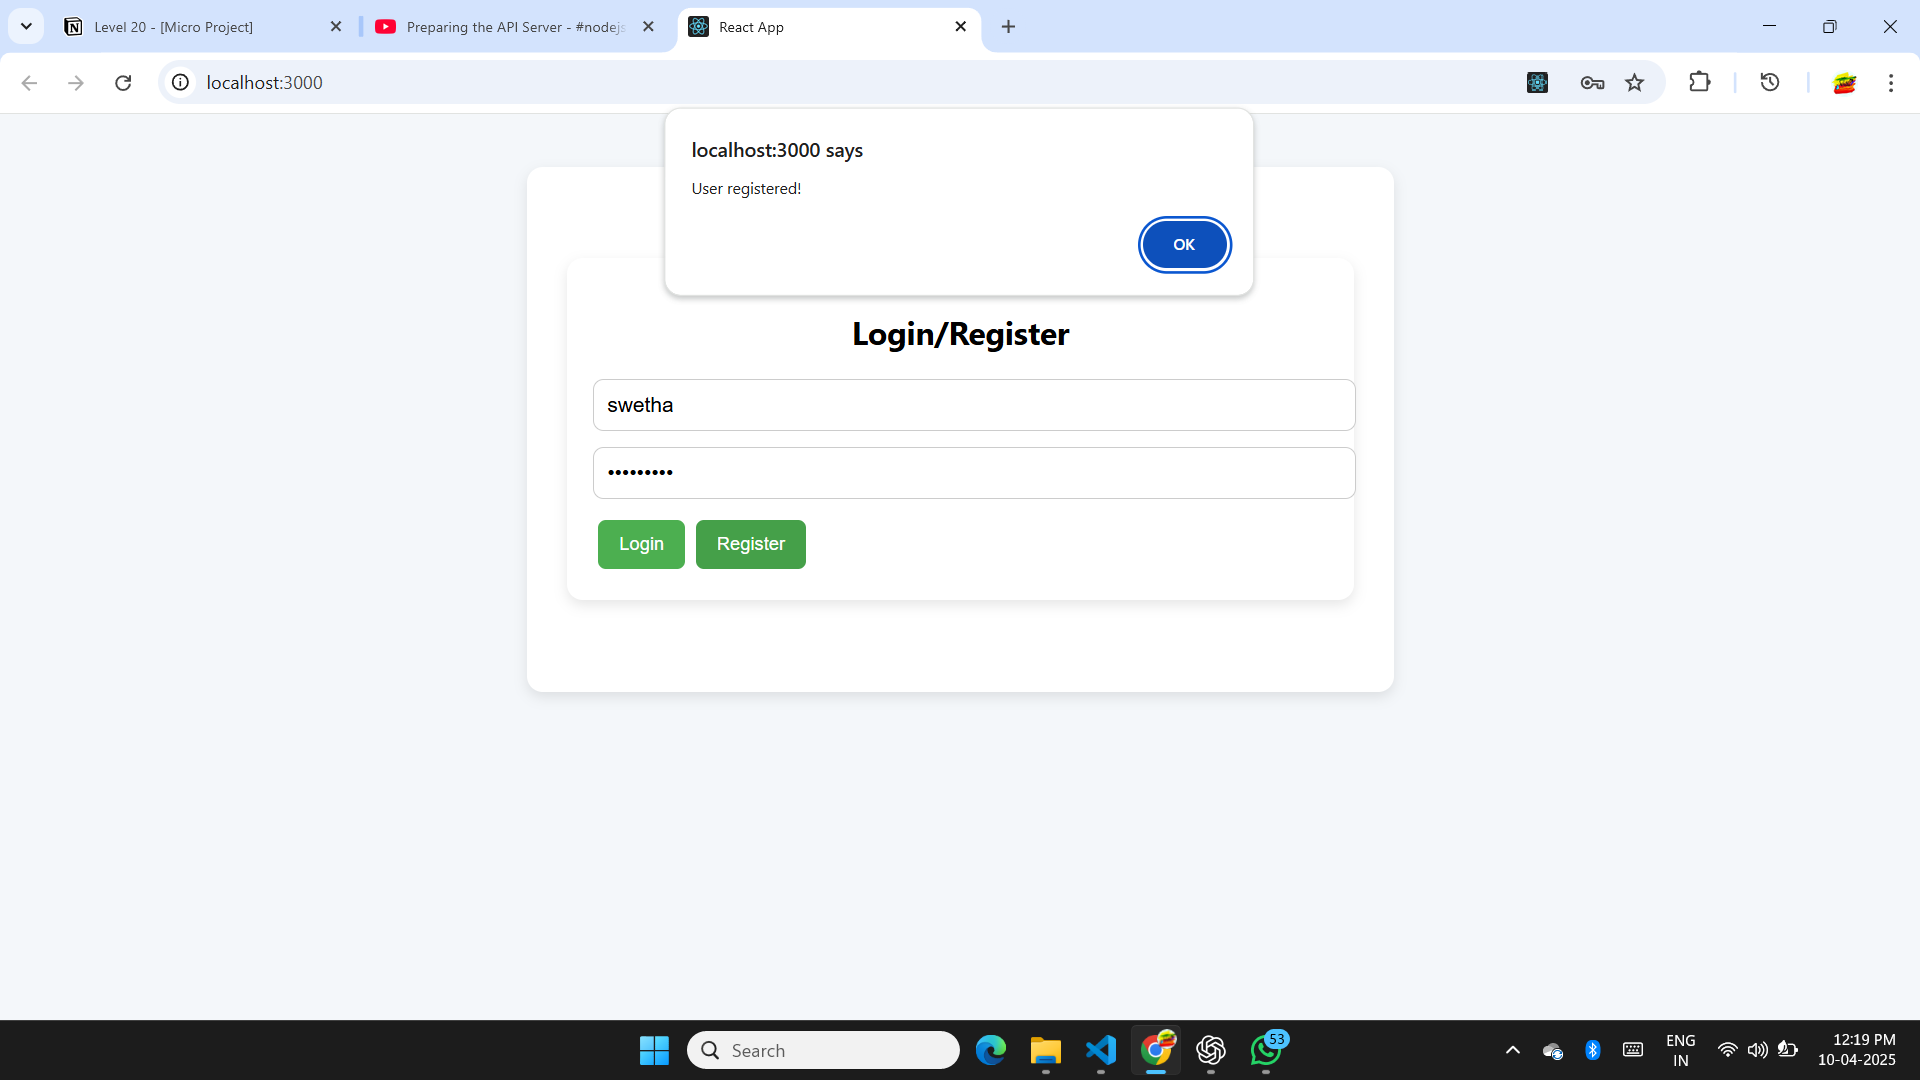 Level 20 - [Micro Project]
Preparing the API Server - #nodejs
React App
localhost:3000
localhost:3000 says
User registered!
OK
Login/Register
swetha
•••••••••
Login
Register
Search
53
ENG
IN
12:19 PM
10-04-2025